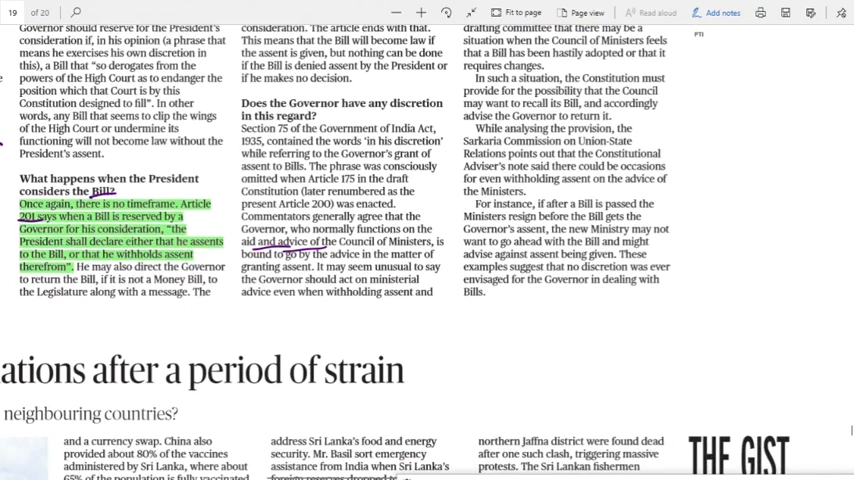 19 of 20
Fit to page
Page view
Read aloud
Add notes
Governor should reserve for the President's
consideration if, in his opinion (a phrase that
means he exercises his own discretion in
this), a Bill that "so derogates from the
powers of the High Court as to endanger the
position which that Court is by this
Constitution designed to fill". In other
words, any Bill that seems to clip the wings
of the High Court or undermine its
functioning will not become law without the
President's assent.
What happens when the President
considers the Bill?
Once again, there is no timeframe. Article
201 says when a Bill is reserved by a
Governor for his consideration, "the
President shall declare either that he assents
to the Bill, or that he withholds assent
therefrom". He may also direct the Governor
to return the Bill, if it is not a Money Bill, to
the Legislature along with a message. The
consideration. The article ends with that.
This means that the Bill will become law if
the assent is given, but nothing can be done
if the Bill is denied assent by the President or
if he makes no decision.
Does the Governor have any discretion
in this regard?
Section 75 of the Government of India Act,
1935, contained the words 'in his discretion'
while referring to the Governor's grant of
assent to Bills. The phrase was consciously
omitted when Article 175 in the draft
Constitution (later renumbered as the
present Article 200) was enacted.
Commentators generally agree that the
Governor, who normally functions on the
aid and advice of the Council of Ministers, is
bound to go by the advice in the matter of
granting assent. It may seem unusual to say
the Governor should act on ministerial
advice even when withholding assent and
drafting committee that there may be a
situation when the Council of Ministers feels
that a Bill has been hastily adopted or that it
requires changes.
In such a situation, the Constitution must
provide for the possibility that the Council
may want to recall its Bill, and accordingly
advise the Governor to return it.
While analysing the provision, the
Sarkaria Commission on Union-State
Relations points out that the Constitutional
Adviser's note said there could be occasions
for even withholding assent on the advice of
the Ministers.
For instance, if after a Bill is passed the
Ministers resign before the Bill gets the
Governor's assent, the new Ministry may not
want to go ahead with the Bill and might
advise against assent being given. These
examples suggest that no discretion was ever
envisaged for the Governor in dealing with
Bills.
PTI
ations after a period of strain
neighbouring countries?
and a currency swap. China also
provided about 80% of the vaccines
administered by Sri Lanka, where about
65% of the population is fully vaccinated
address Sri Lanka's food and energy
security. Mr. Basil sort emergency
assistance from India when Sri Lanka's
foreign reserves dropped to
northern Jaffna district were found dead
after one such clash, triggering massive
protests. The Sri Lankan fishermen
THE GIST